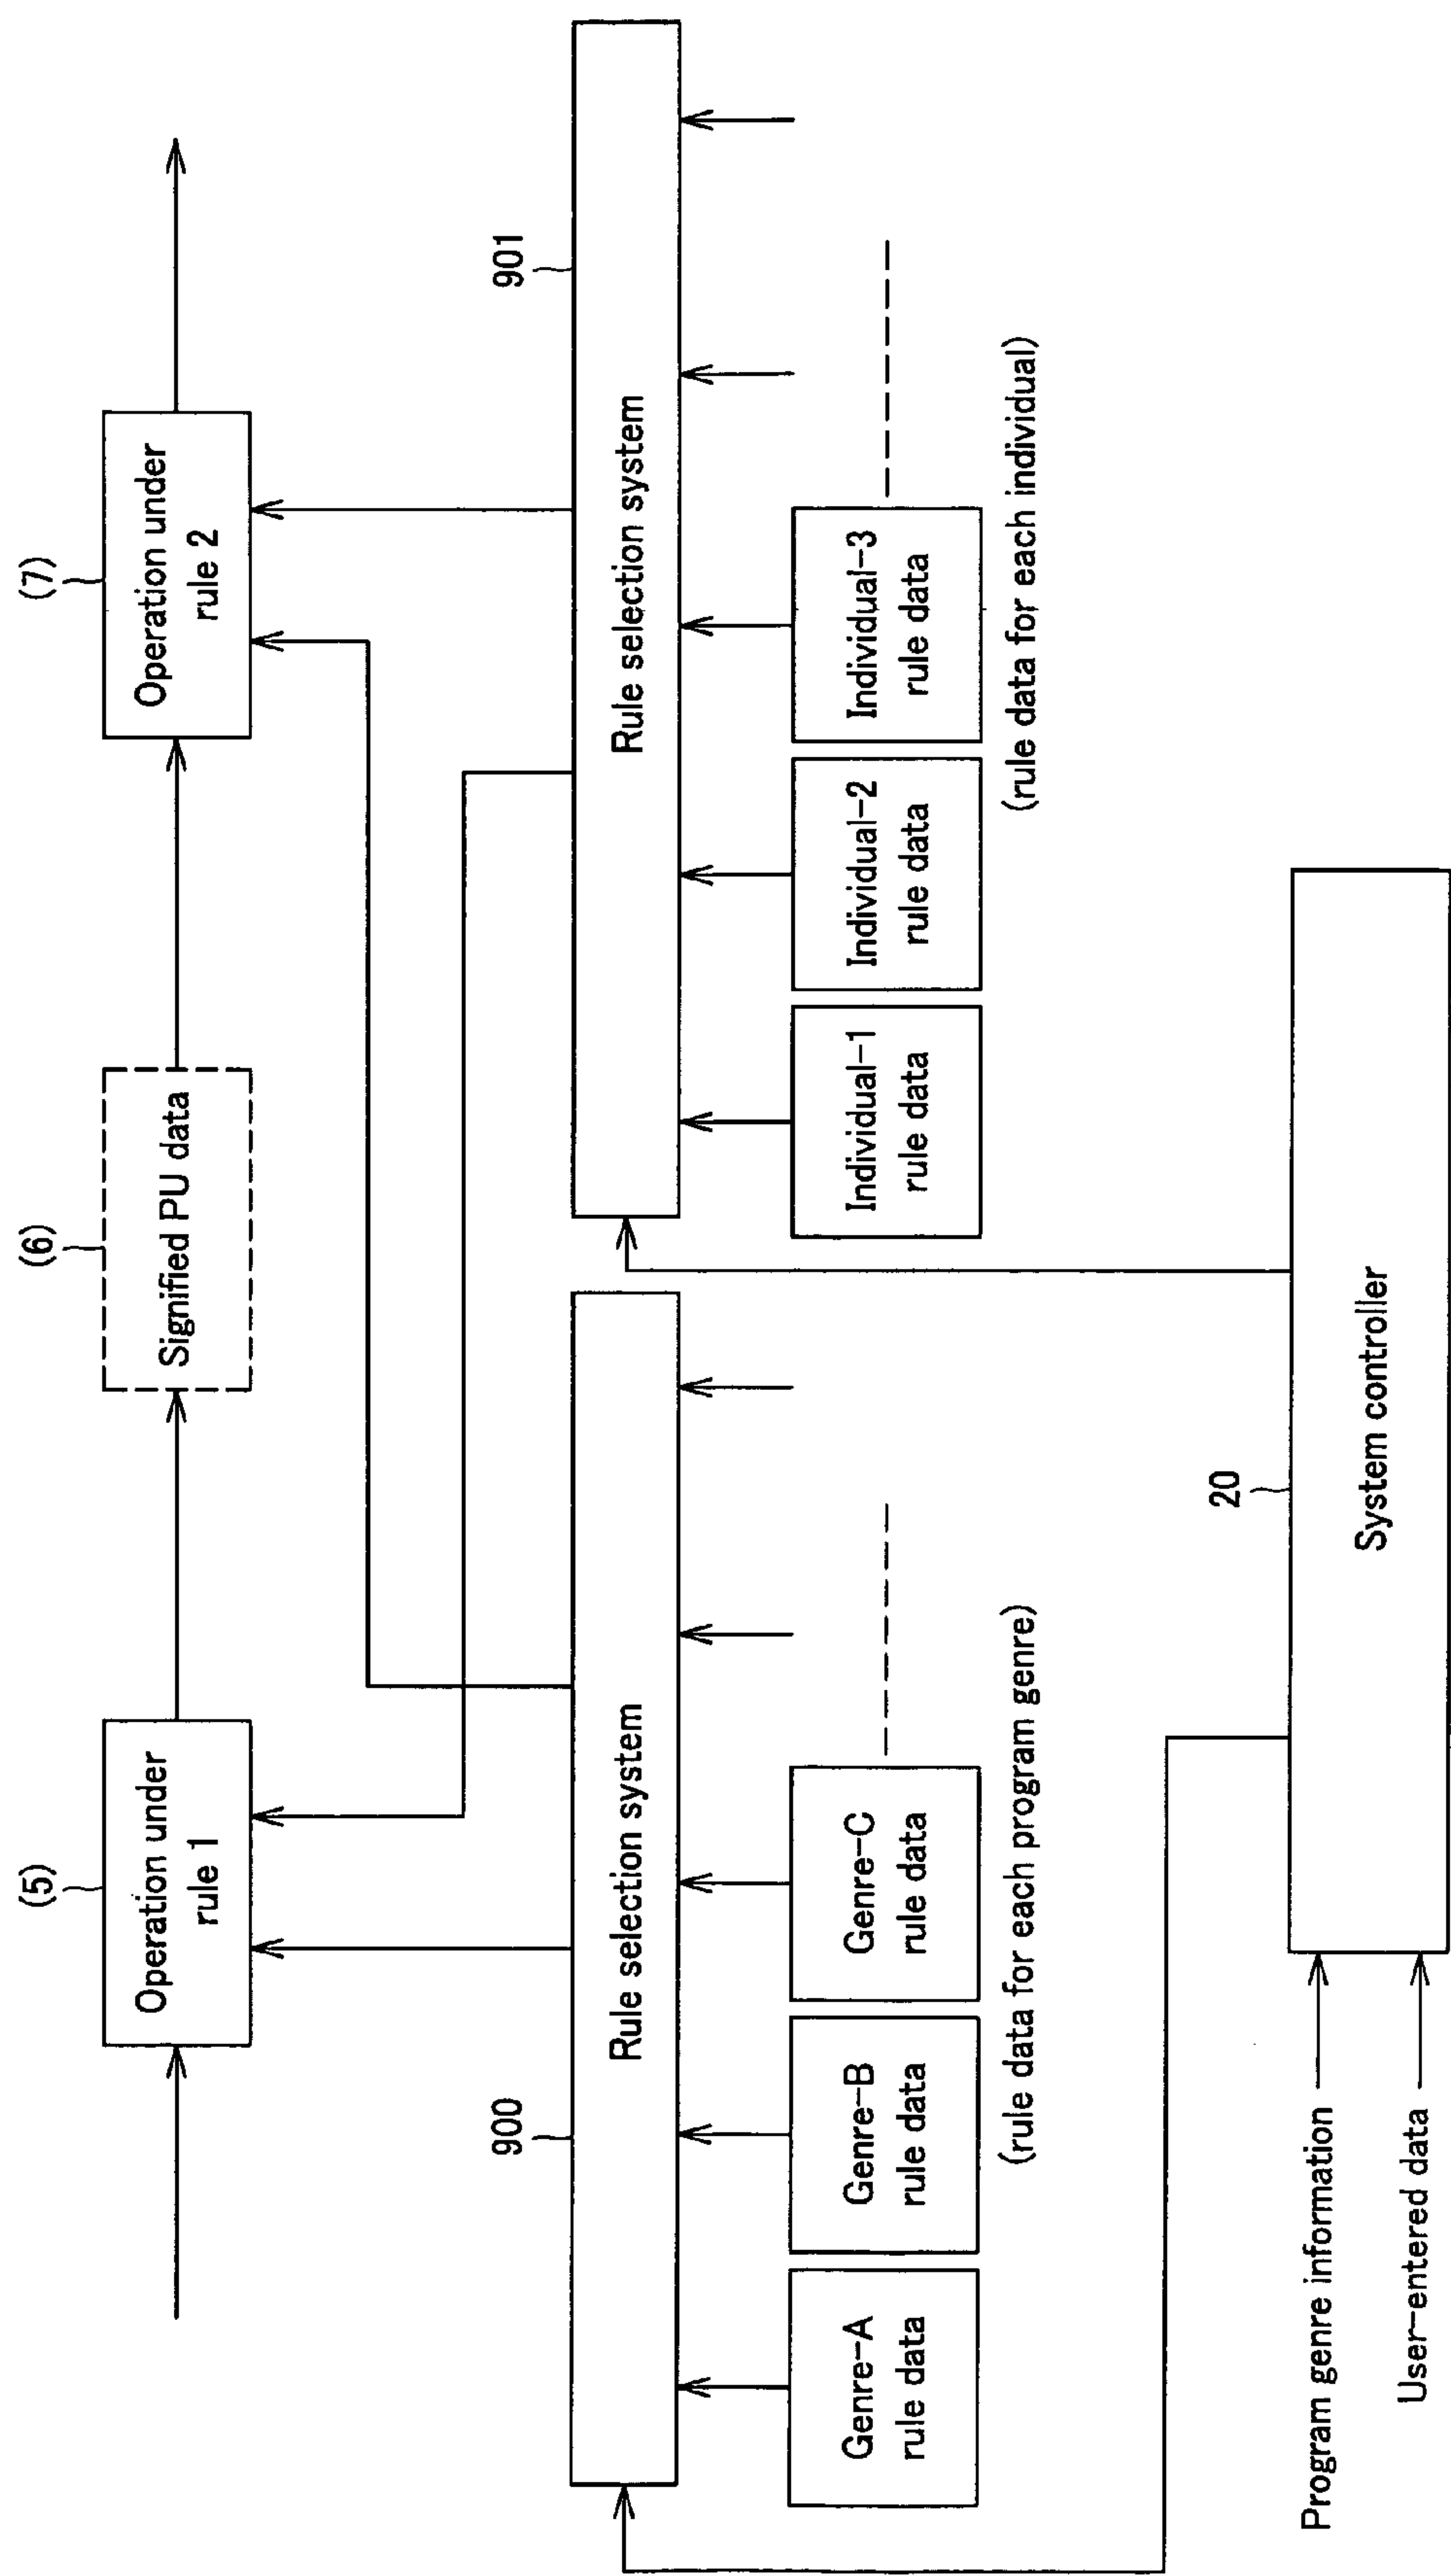 (5)
Operation under
rule 1
(6)
Signified PU data
(7)
Operation under
rule 2
900
Rule selection system
901
Rule selection system
Genre-A
rule data
Genre-B
rule data
Genre-C
rule data
(rule data for each program genre)
Individual-1
rule data
Individual-2
rule data
Individual-3
rule data
(rule data for each individual)
20
System controller
Program genre information
User-entered data